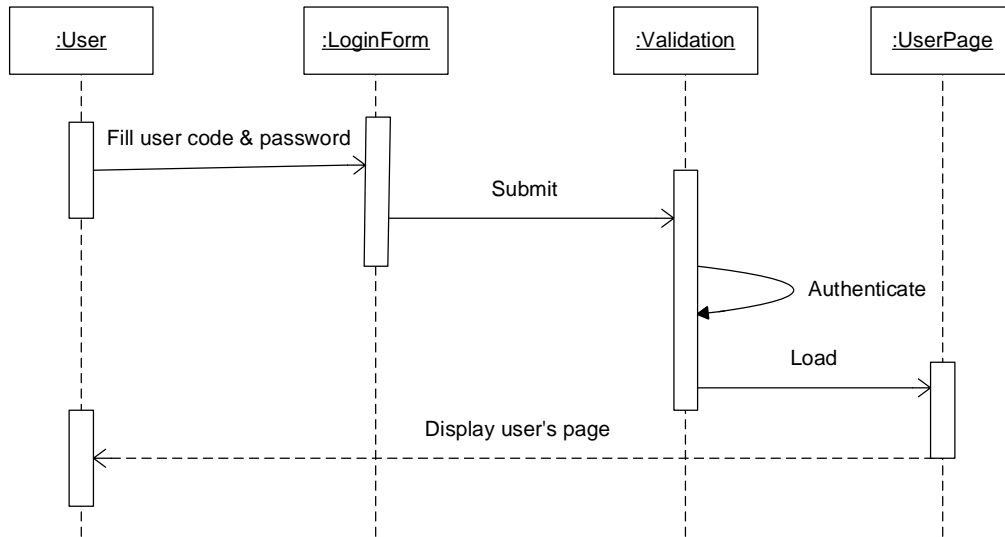 :User
:LoginForm
:Validation
:UserPage
Fill user code & password
Submit
Authenticate
Load
Display user's page